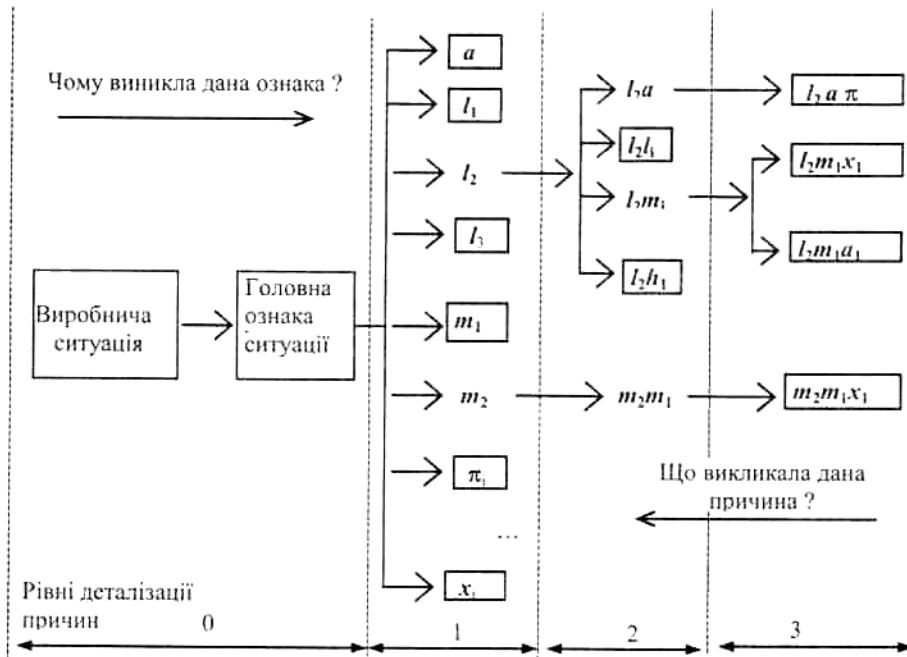 Чому виникла дана ознака ?
Виробнича
ситуація
Головна
ознака
ситуації
a
l₁
l₂
l₃
m₁
m₂
π₁
...
x₁
l₂a
l₂l₁
l₂m₁
l₂h₁
m₂m₁
l₂ a π
l₂m₁x₁
l₂m₁a₁
m₂m₁x₁
Що викликала дана
причина ?
Рівні деталізації
причин
0
1
2
3